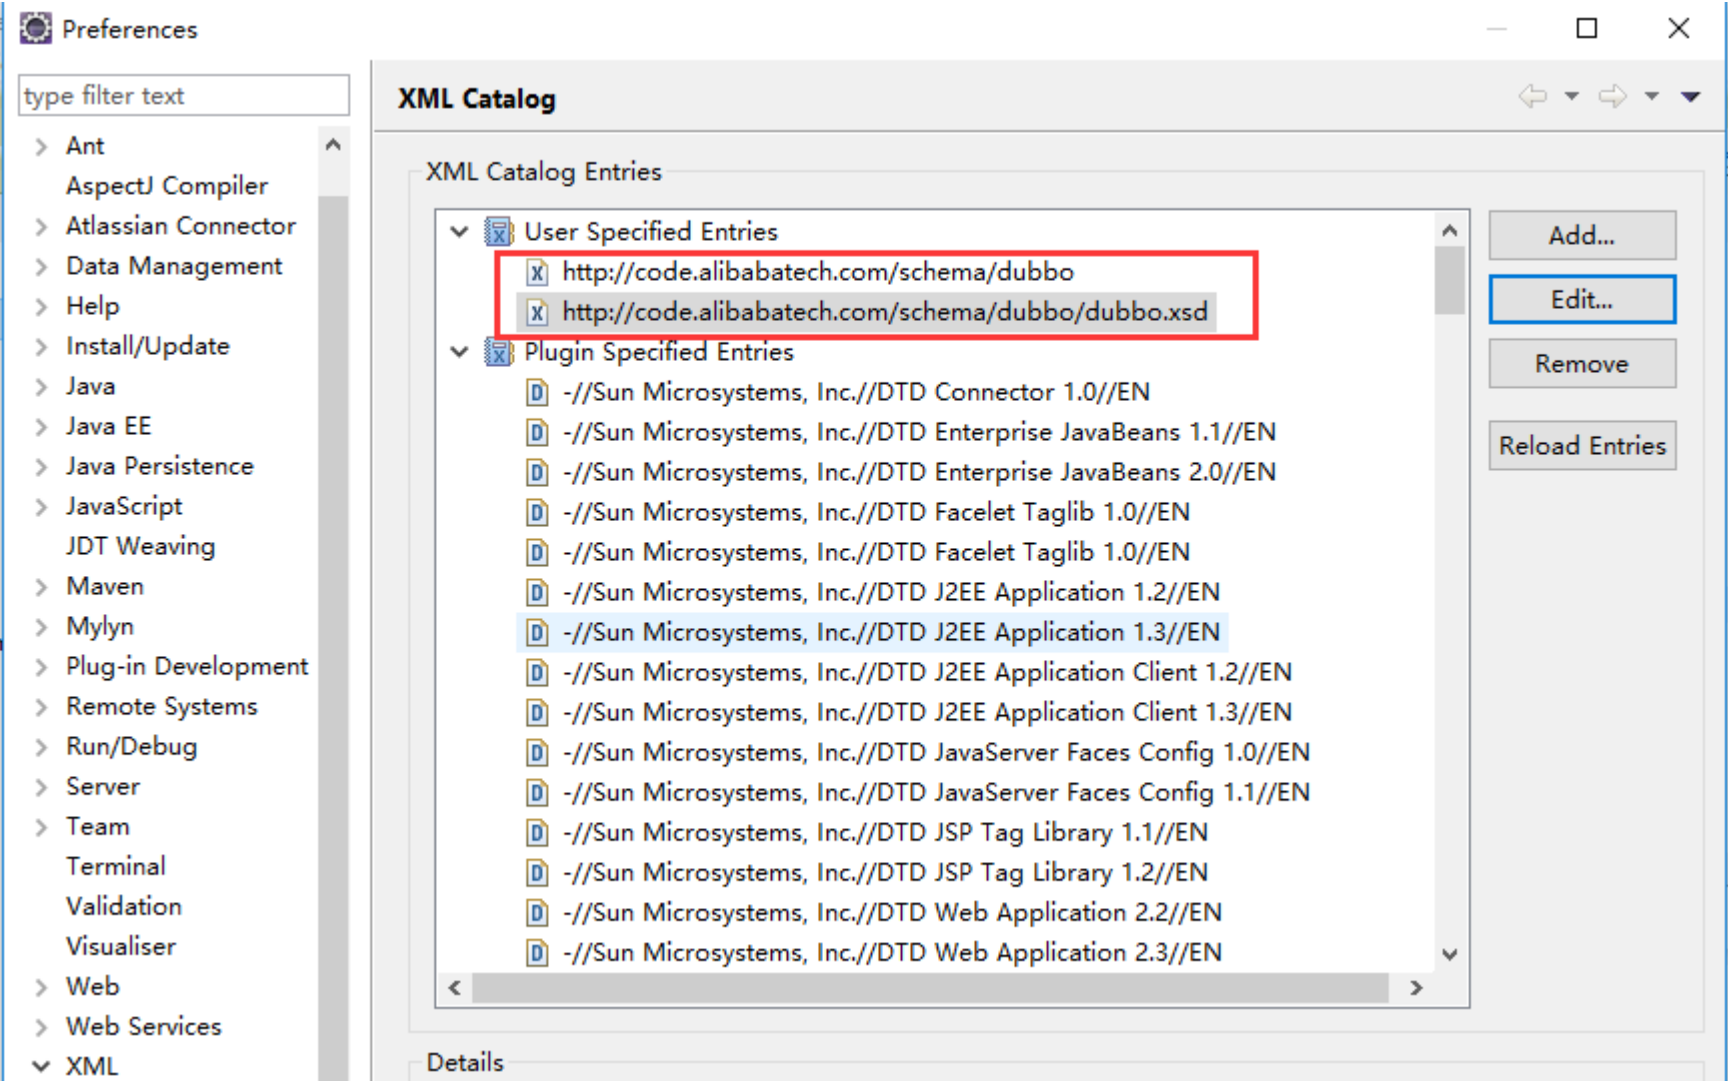 Preferences
type filter text
Ant
AspectJ Compiler
Atlassian Connector
Data Management
Help
Install/Update
Java
Java EE
Java Persistence
JavaScript
JDT Weaving
Maven
Mylyn
Plug-in Development
Remote Systems
Run/Debug
Server
Team
Terminal
Validation
Visualiser
Web
Web Services
XML
XML Catalog
XML Catalog Entries
User Specified Entries
http://code.alibabatech.com/schema/dubbo
http://code.alibabatech.com/schema/dubbo/dubbo.xsd
Plugin Specified Entries
-//Sun Microsystems, Inc.//DTD Connector 1.0//EN
-//Sun Microsystems, Inc.//DTD Enterprise JavaBeans 1.1//EN
-//Sun Microsystems, Inc.//DTD Enterprise JavaBeans 2.0//EN
-//Sun Microsystems, Inc.//DTD Facelet Taglib 1.0//EN
-//Sun Microsystems, Inc.//DTD Facelet Taglib 1.0//EN
-//Sun Microsystems, Inc.//DTD J2EE Application 1.2//EN
-//Sun Microsystems, Inc.//DTD J2EE Application 1.3//EN
-//Sun Microsystems, Inc.//DTD J2EE Application Client 1.2//EN
-//Sun Microsystems, Inc.//DTD J2EE Application Client 1.3//EN
-//Sun Microsystems, Inc.//DTD JavaServer Faces Config 1.0//EN
-//Sun Microsystems, Inc.//DTD JavaServer Faces Config 1.1//EN
-//Sun Microsystems, Inc.//DTD JSP Tag Library 1.1//EN
-//Sun Microsystems, Inc.//DTD JSP Tag Library 1.2//EN
-//Sun Microsystems, Inc.//DTD Web Application 2.2//EN
-//Sun Microsystems, Inc.//DTD Web Application 2.3//EN
Add...
Edit...
Remove
Reload Entries
Details